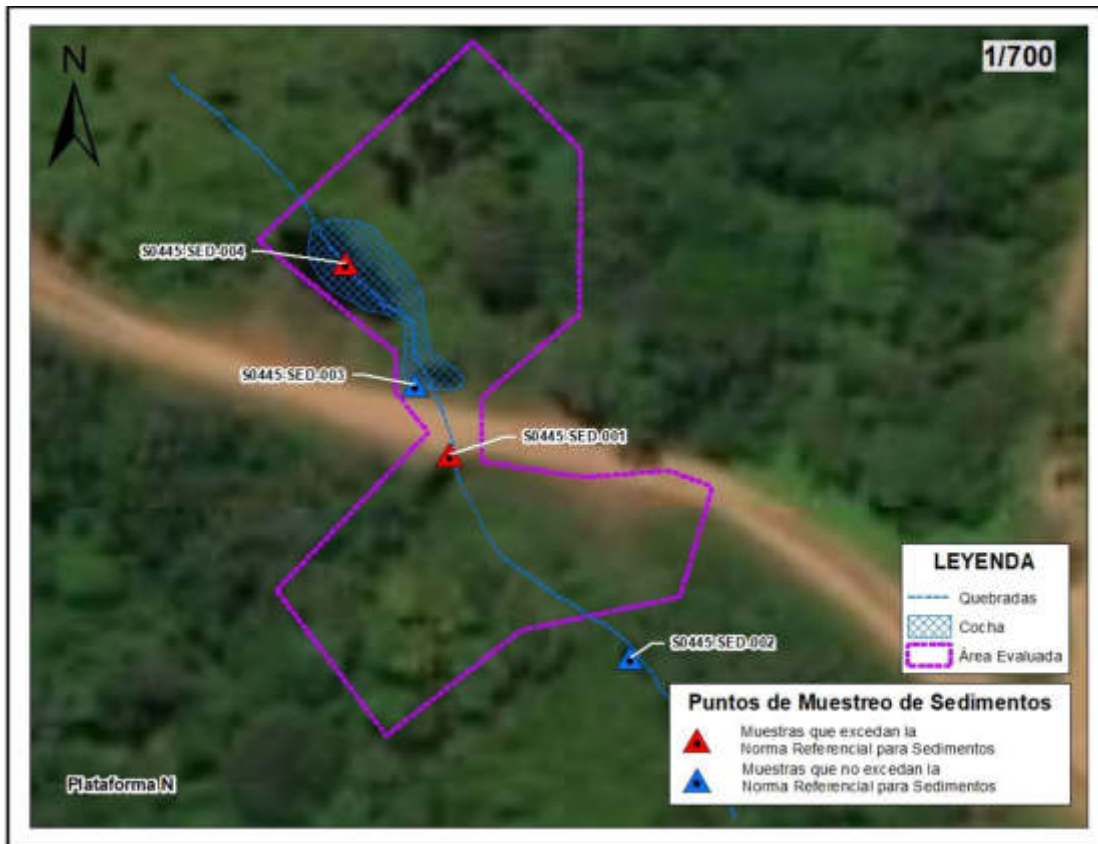 N
1/700
S0445-SED-004
S0445-SED-003
S0445-SED-001
S0445-SED-002
LEYENDA
Quebradas
Cocha
Área Evaluada
Puntos de Muestreo de Sedimentos
Muestras que excedan la
Norma Referencial para Sedimentos
Muestras que no excedan la
Norma Referencial para Sedimentos
Plataforma N